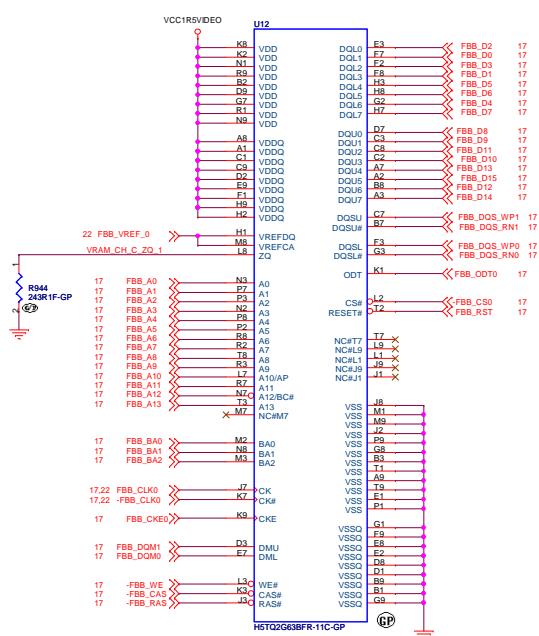 VCC1R5VIDEO
U12
K8 VDD
K2 VDD
N1 VDD
R9 VDD
B2 VDD
D9 VDD
G7 VDD
R1 VDD
N9 VDD
A8 VDDQ
A1 VDDQ
C1 VDDQ
C9 VDDQ
D2 VDDQ
E9 VDDQ
F1 VDDQ
H9 VDDQ
H2 VDDQ
22 FBB_VREF_0 H1 VREFDQ
M8 VREFCA
VRAM_CH_C_ZQ_1 L8 ZQ
1
R944
243R1F-GP
2
17 FBB_A0 N3 A0
17 FBB_A1 P7 A1
17 FBB_A2 P3 A2
17 FBB_A3 N2 A3
17 FBB_A4 P8 A4
17 FBB_A5 P2 A5
17 FBB_A6 R8 A6
17 FBB_A7 R2 A7
17 FBB_A8 T8 A8
17 FBB_A9 R3 A9
17 FBB_A10 L7 A10/AP
17 FBB_A11 R7 A11
17 FBB_A12 N7 A12/BC#
17 FBB_A13 T3 A13
M7 NC#M7
17 FBB_BA0 M2 BA0
17 FBB_BA1 N8 BA1
17 FBB_BA2 M3 BA2
17,22 FBB_CLK0 J7 CK
17,22 -FBB_CLK0 K7 CK#
17 FBB_CKE0 K9 CKE
17 FBB_DQM1 D3 DMU
17 FBB_DQM0 E7 DML
17 -FBB_WE L3 WE#
17 -FBB_CAS K3 CAS#
17 -FBB_RAS J3 RAS#
DQL0 E3 FBB_D2 17
DQL1 F7 FBB_D0 17
DQL2 F2 FBB_D3 17
DQL3 F8 FBB_D1 17
DQL4 H3 FBB_D5 17
DQL5 H8 FBB_D6 17
DQL6 G2 FBB_D4 17
DQL7 H7 FBB_D7 17
DQU0 D7 FBB_D8 17
DQU1 C3 FBB_D9 17
DQU2 C8 FBB_D11 17
DQU3 C2 FBB_D10 17
DQU4 A7 FBB_D13 17
DQU5 A2 FBB_D15 17
DQU6 B8 FBB_D12 17
DQU7 A3 FBB_D14 17
DQSU C7 FBB_DQS_WP1 17
DQSU# B7 FBB_DQS_RN1 17
DQSL F3 FBB_DQS_WP0 17
DQSL# G3 FBB_DQS_RN0 17
ODT K1 FBB_ODT0 17
CS# L2 -FBB_CS0 17
RESET# T2 FBB_RST 17
NC#T7 T7
NC#L9 L9
NC#L1 L1
NC#J9 J9
NC#J1 J1
VSS J8
VSS M1
VSS M9
VSS J2
VSS P9
VSS G8
VSS B3
VSS T1
VSS A9
VSS T9
VSS E1
VSS P1
VSSQ G1
VSSQ F9
VSSQ E8
VSSQ E2
VSSQ D8
VSSQ D1
VSSQ B9
VSSQ B1
VSSQ G9
H5TQ2G63BFR-11C-GP
GP